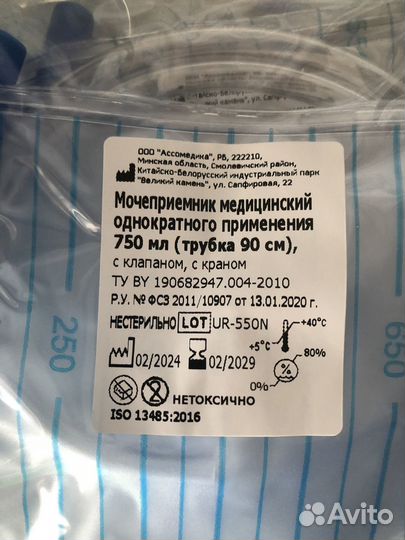 ООО "Ассомедика", РБ, 222210,
Минская область, Смолевичский район,
Китайско-Белорусский индустриальный парк
"Великий камень", ул. Сапфировая, 22
Мочеприемник медицинский
однократного применения
750 мл (трубка 90 см),
с клапаном, с краном
ТУ BY 190682947.004-2010
Р.У. № ФСЗ 2011/10907 от 13.01.2020 г.
НЕСТЕРИЛЬНО LOT UR-550N
+40°C
+5°C
02/2024 02/2029
80%
%
0%
2
НЕТОКСИЧНО
ISO 13485:2016
250
650
Avito